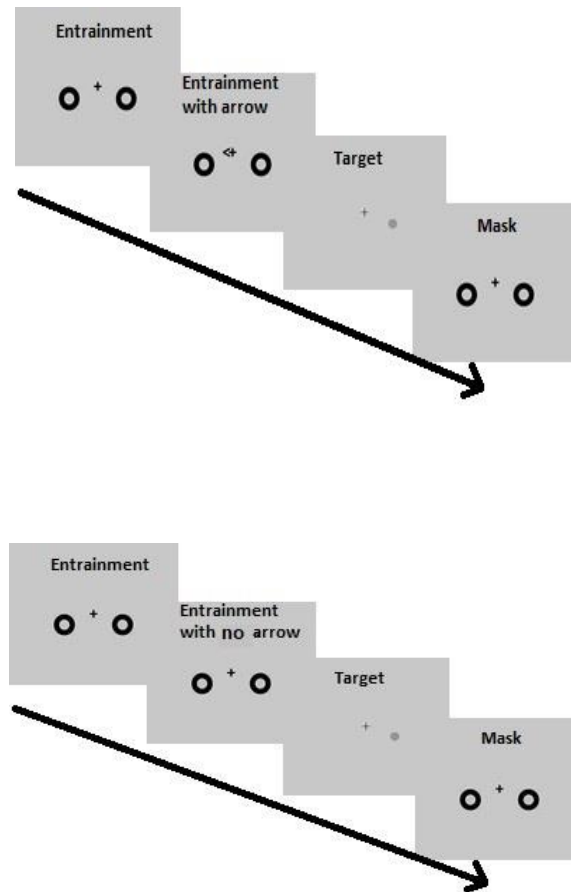 Entrainment
+
Entrainment
with arrow
<+
Target
+
Mask
+
Entrainment
+
Entrainment
with no arrow
+
Target
+
Mask
+